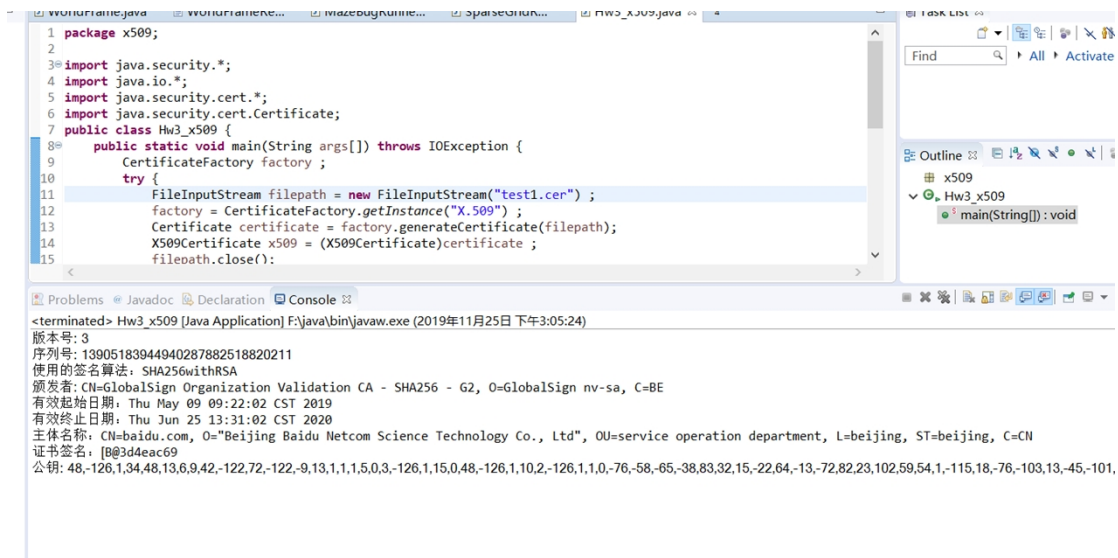 WorldFrame.java WorldFrameRe... MazeBugRunne... SparseGridR... Hw3_x509.java
Task List
1 package x509;
2
3 import java.security.*;
4 import java.io.*;
5 import java.security.cert.*;
6 import java.security.cert.Certificate;
7 public class Hw3_x509 {
8 public static void main(String args[]) throws IOException {
9 CertificateFactory factory ;
10 try {
11 FileInputStream filepath = new FileInputStream("test1.cer") ;
12 factory = CertificateFactory.getInstance("X.509") ;
13 Certificate certificate = factory.generateCertificate(filepath);
14 X509Certificate x509 = (X509Certificate)certificate ;
15 filepath.close();
Find All Activate
Outline
x509
Hw3_x509
main(String[]) : void
Problems Javadoc Declaration Console
<terminated> Hw3_x509 [Java Application] F:\java\bin\javaw.exe (2019年11月25日 下午3:05:24)
版本号: 3
序列号: 13905183944940287882518820211
使用的签名算法：SHA256withRSA
颁发者: CN=GlobalSign Organization Validation CA - SHA256 - G2, O=GlobalSign nv-sa, C=BE
有效起始日期：Thu May 09 09:22:02 CST 2019
有效终止日期：Thu Jun 25 13:31:02 CST 2020
主体名称：CN=baidu.com, O="Beijing Baidu Netcom Science Technology Co., Ltd", OU=service operation department, L=beijing, ST=beijing, C=CN
证书签名：[B@3d4eac69
公钥: 48,-126,1,34,48,13,6,9,42,-122,72,-122,-9,13,1,1,1,5,0,3,-126,1,15,0,48,-126,1,10,2,-126,1,1,0,-76,-58,-65,-38,83,32,15,-22,64,-13,-72,82,23,102,59,54,1,-115,18,-76,-103,13,-45,-101,